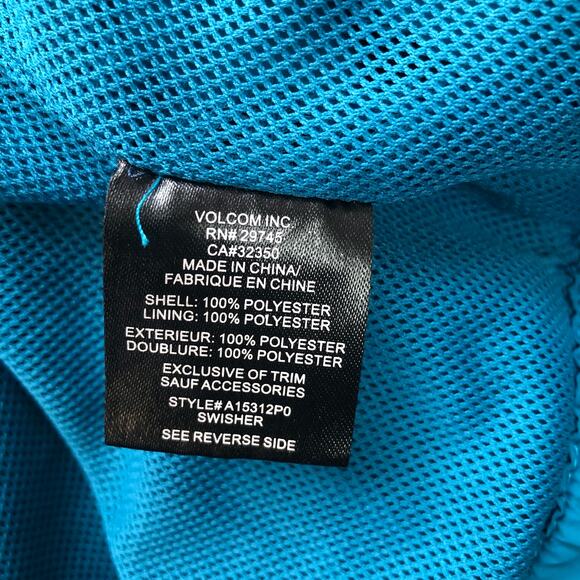 VOLCOM INC
RN# 29745
CA#32350
MADE IN CHINA/
FABRIQUE EN CHINE
SHELL: 100% POLYESTER
LINING: 100% POLYESTER
EXTERIEUR: 100% POLYESTER
DOUBLURE: 100% POLYESTER
EXCLUSIVE OF TRIM
SAUF ACCESSORIES
STYLE# A15312P0
SWISHER
SEE REVERSE SIDE